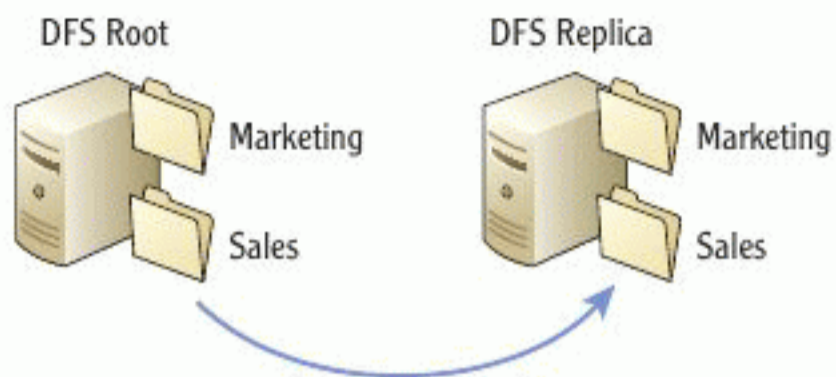 DFS Root
DFS Replica
Marketing
Marketing
Sales
Sales